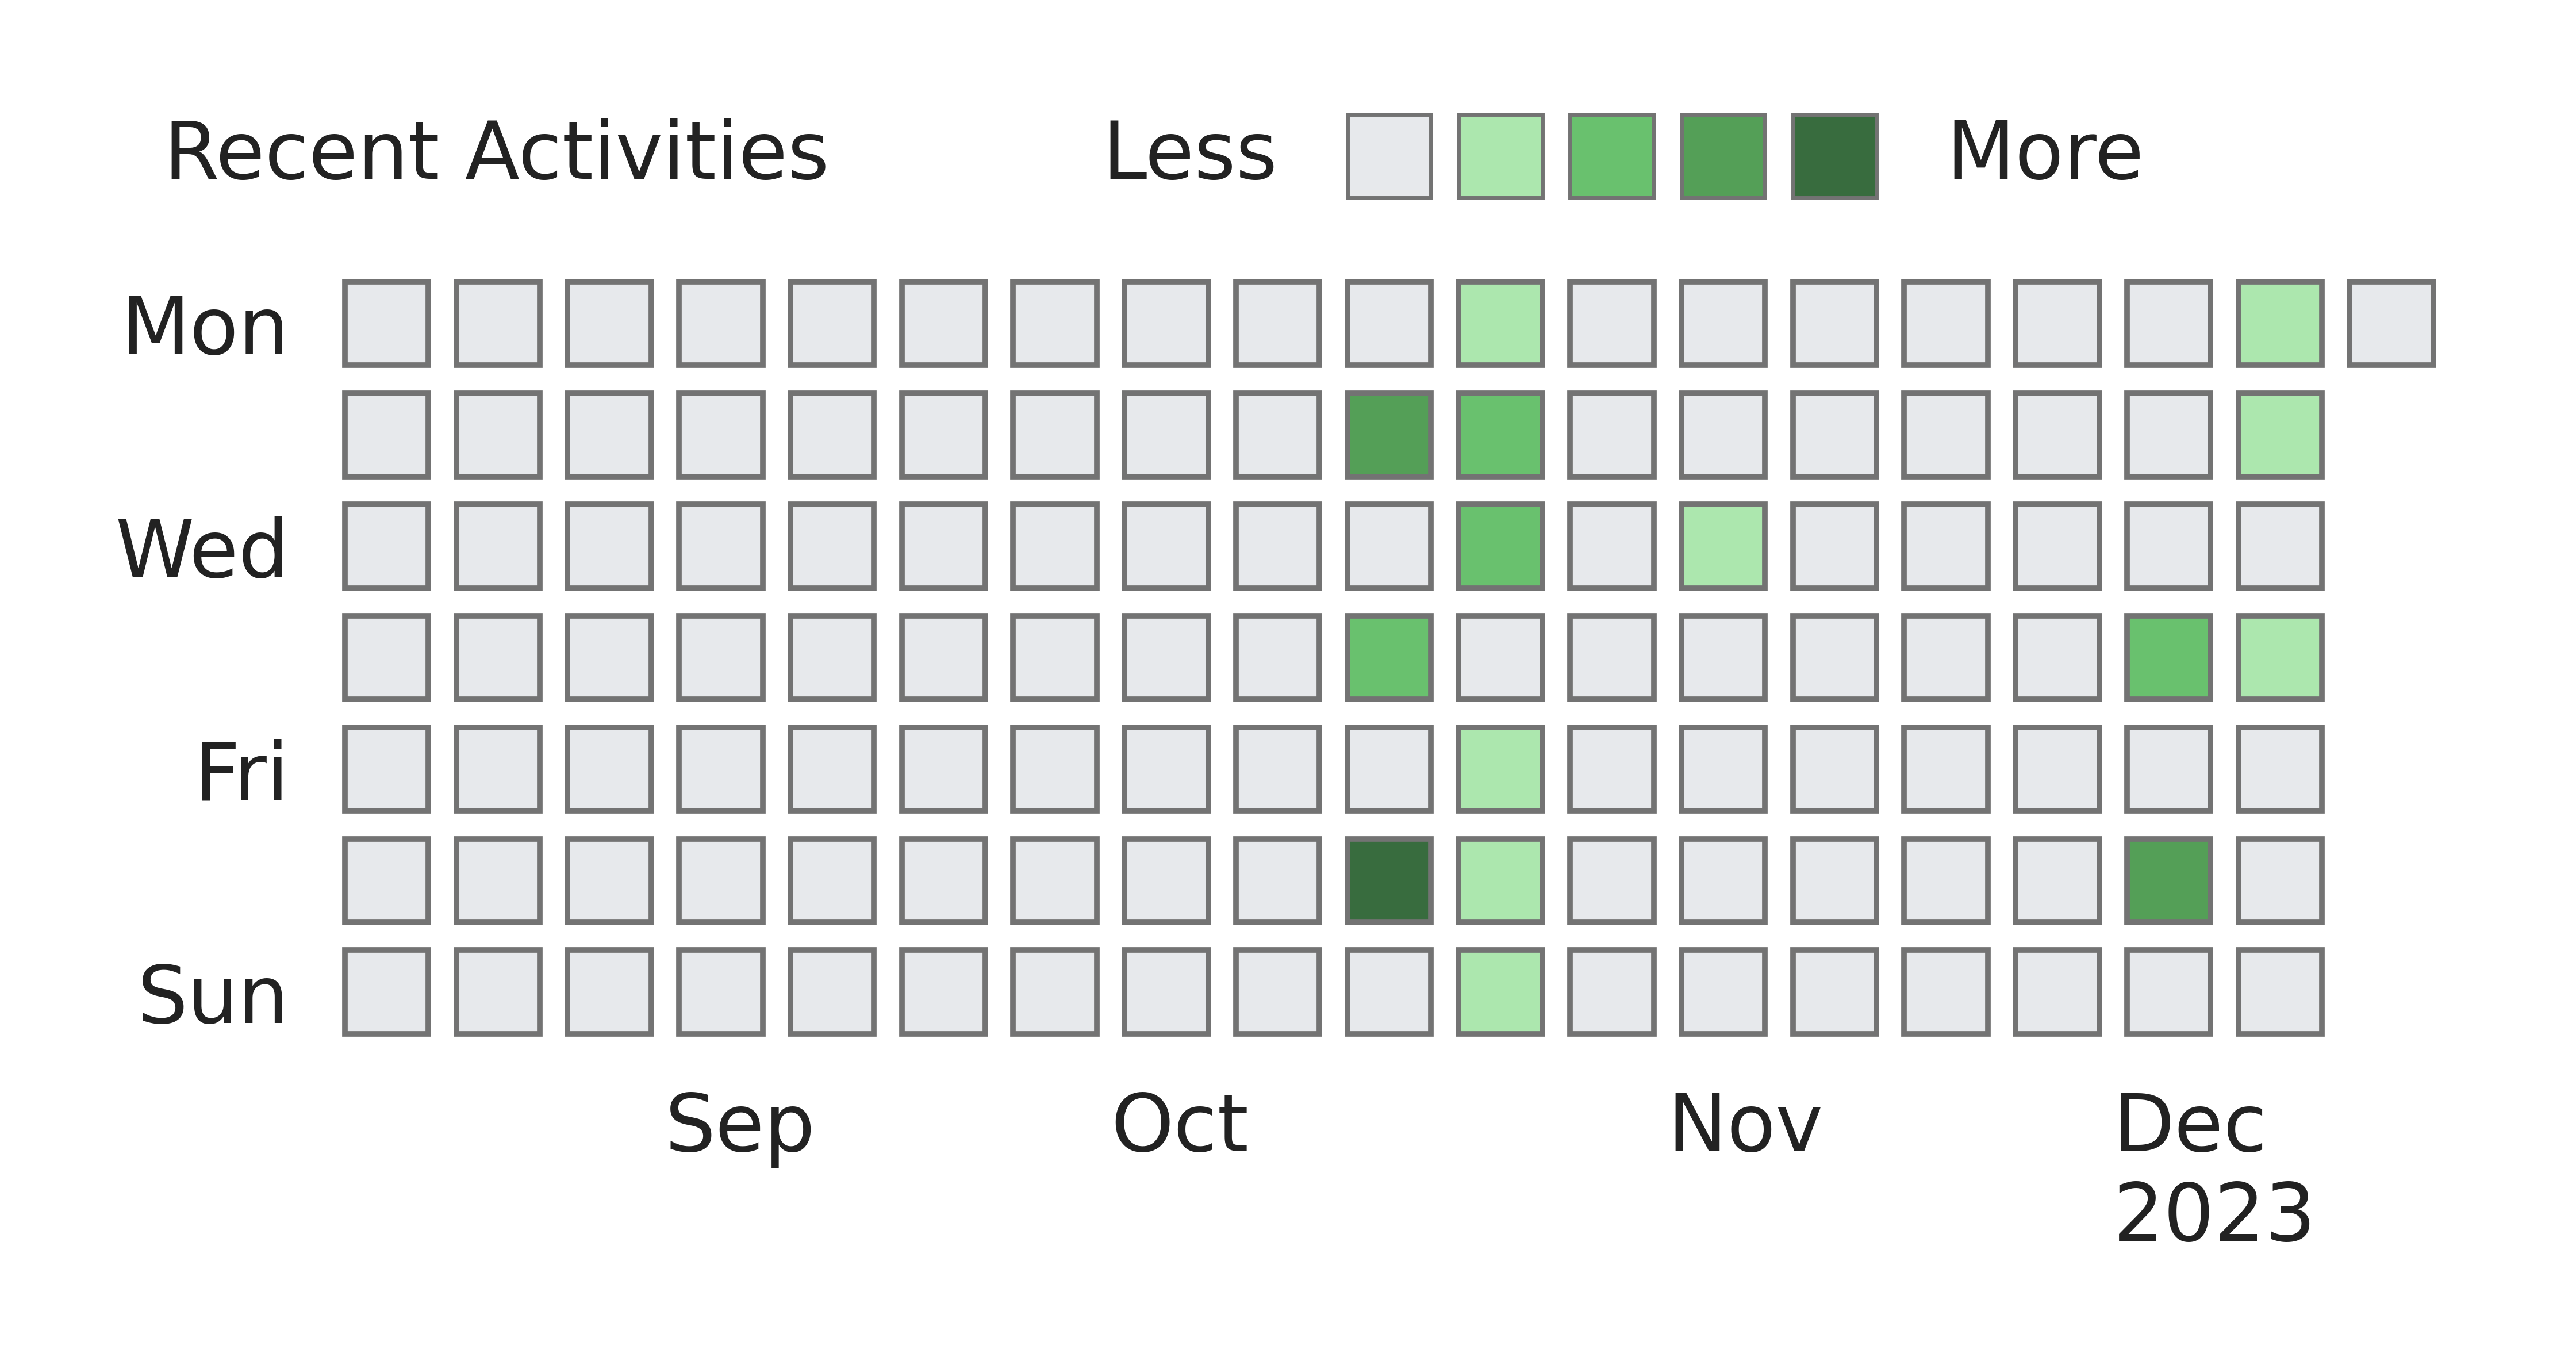 Recent Activities
Less More
Mon
Wed
Fri
Sun
Sep Oct Nov Dec
2023